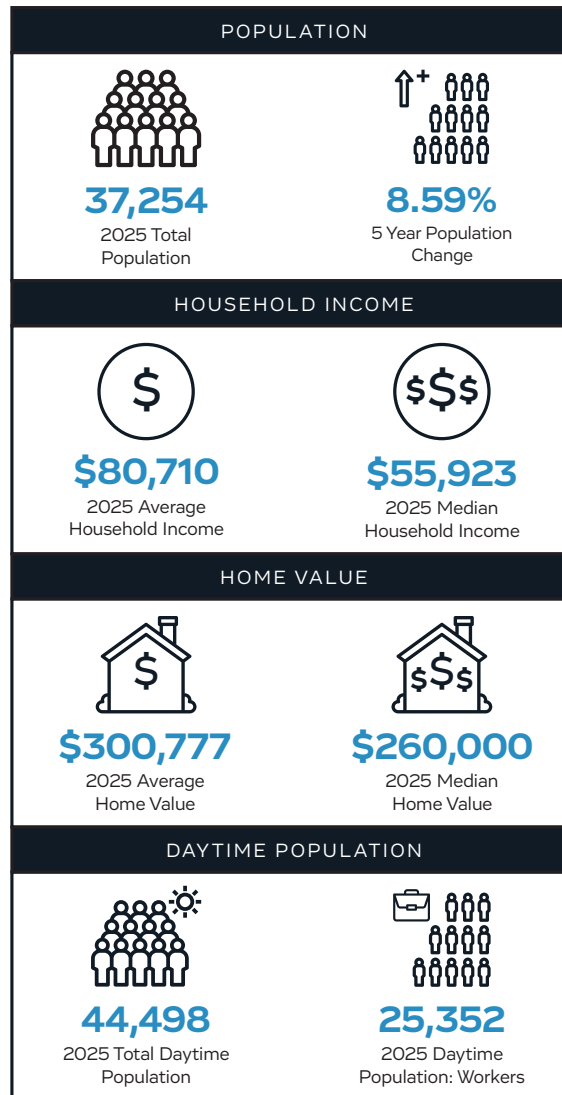 POPULATION
37,254
2025 Total
Population
8.59%
5 Year Population
Change
HOUSEHOLD INCOME
$
$80,710
2025 Average
Household Income
$$$
$55,923
2025 Median
Household Income
HOME VALUE
$
$300,777
2025 Average
Home Value
$$$
$260,000
2025 Median
Home Value
DAYTIME POPULATION
44,498
2025 Total Daytime
Population
25,352
2025 Daytime
Population: Workers